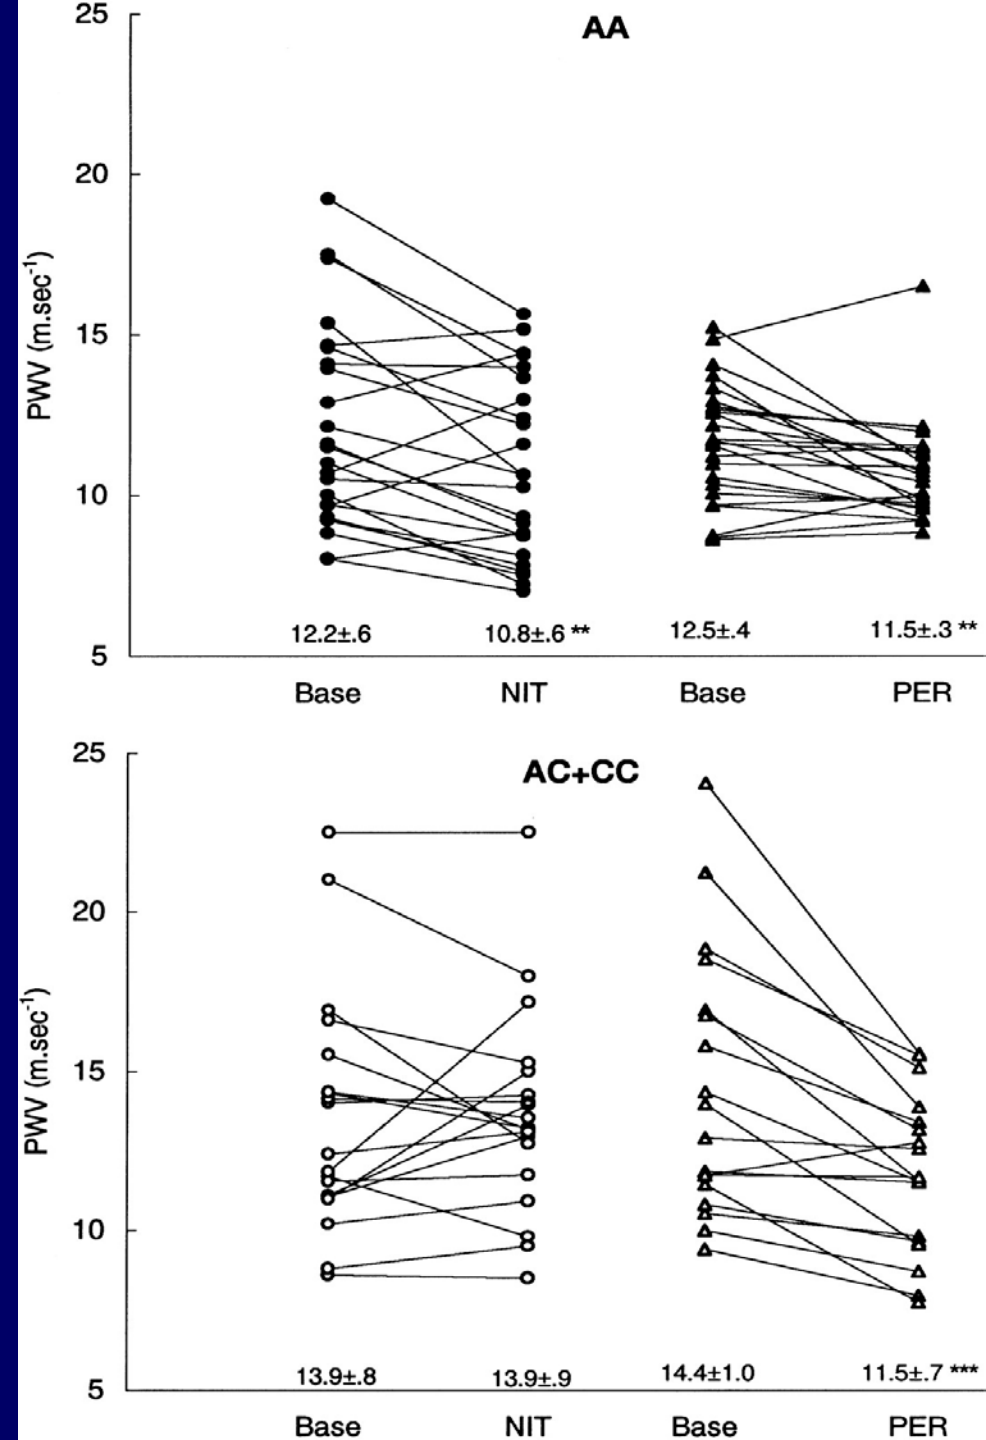 AA
25
20
15
10
5
PWV (m.sec-1)
12.2±.6 10.8±.6 ** 12.5±.4 11.5±.3 **
Base NIT Base PER
AC+CC
25
20
15
10
5
PWV (m.sec-1)
13.9±.8 13.9±.9 14.4±1.0 11.5±.7 ***
Base NIT Base PER